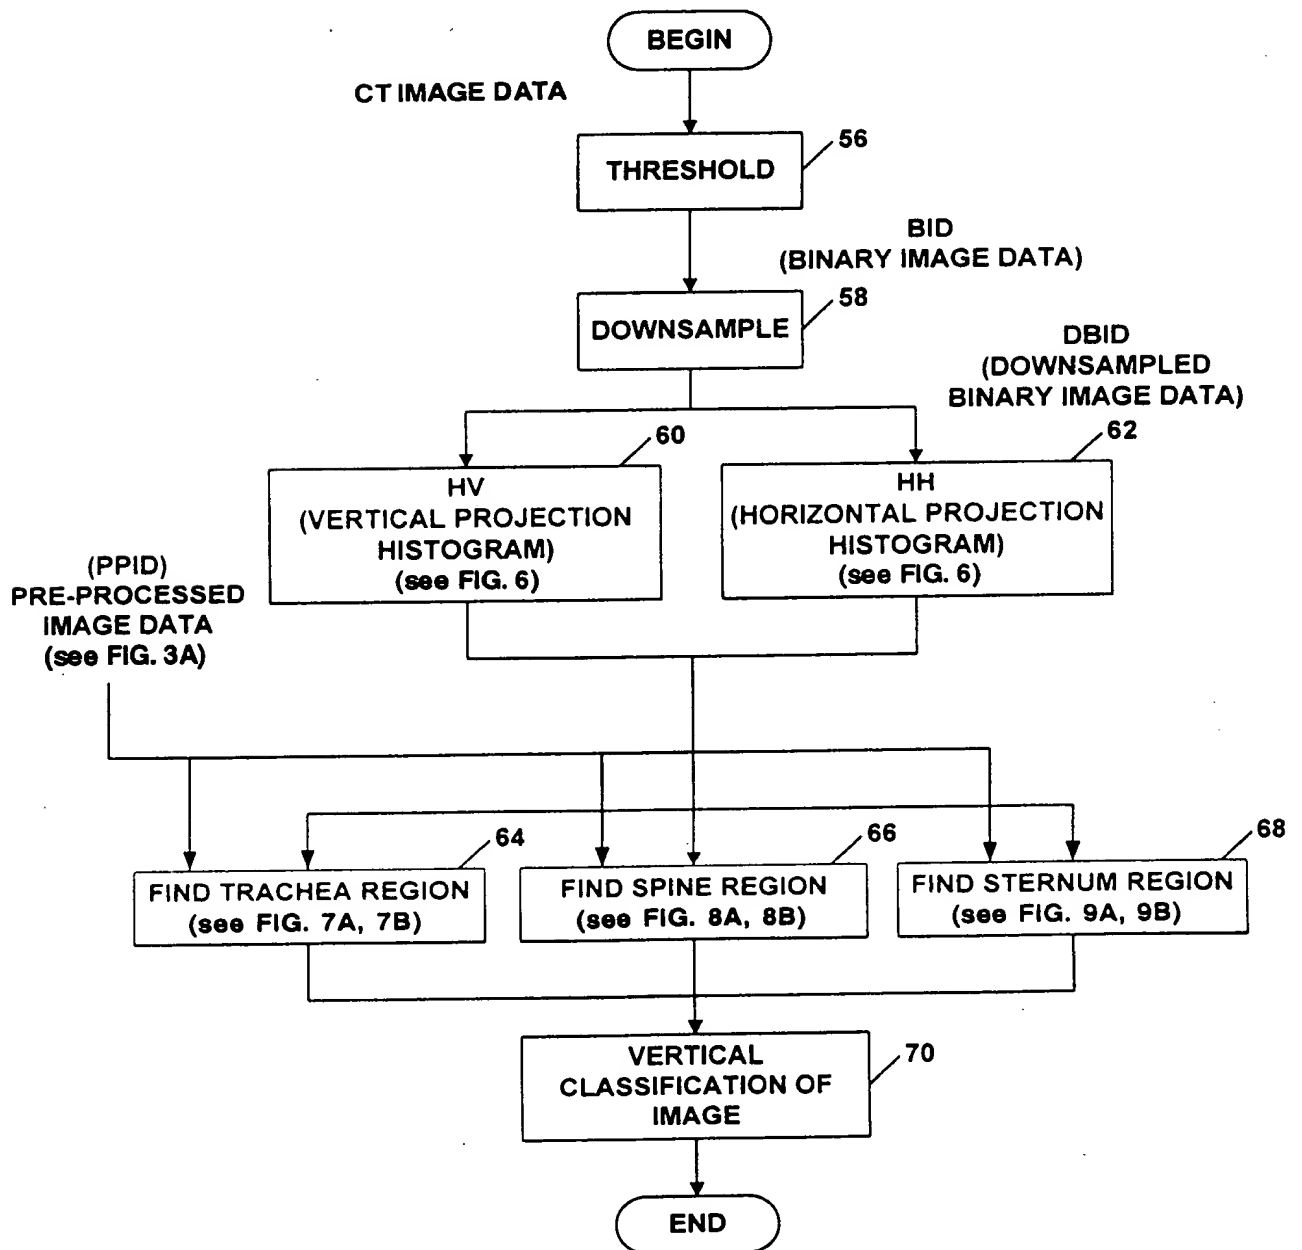 BEGIN
CT IMAGE DATA
56
THRESHOLD
BID
(BINARY IMAGE DATA)
58
DOWNSAMPLE
DBID
(DOWNSAMPLED
BINARY IMAGE DATA)
60
62
HV
(VERTICAL PROJECTION
HISTOGRAM)
(see FIG. 6)
HH
(HORIZONTAL PROJECTION
HISTOGRAM)
(see FIG. 6)
(PPID)
PRE-PROCESSED
IMAGE DATA
(see FIG. 3A)
64
66
68
FIND TRACHEA REGION
(see FIG. 7A, 7B)
FIND SPINE REGION
(see FIG. 8A, 8B)
FIND STERNUM REGION
(see FIG. 9A, 9B)
70
VERTICAL
CLASSIFICATION OF
IMAGE
END